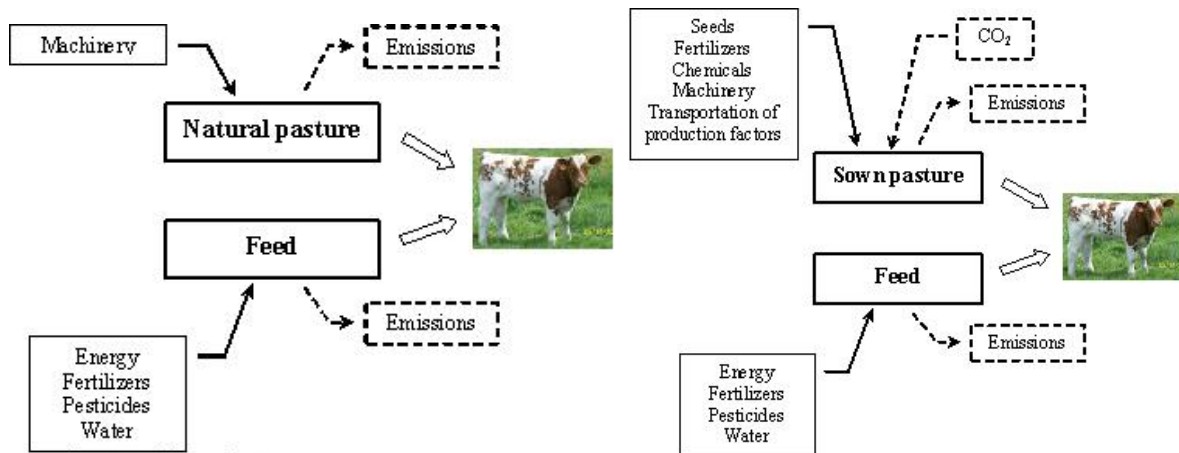 Machinery
Emissions
Natural pasture
Feed
Emissions
Energy
Fertilizers
Pesticides
Water
Seeds
Fertilizers
Chemicals
Machinery
Transportation of
production factors
CO₂
Emissions
Sown pasture
Feed
Emissions
Energy
Fertilizers
Pesticides
Water